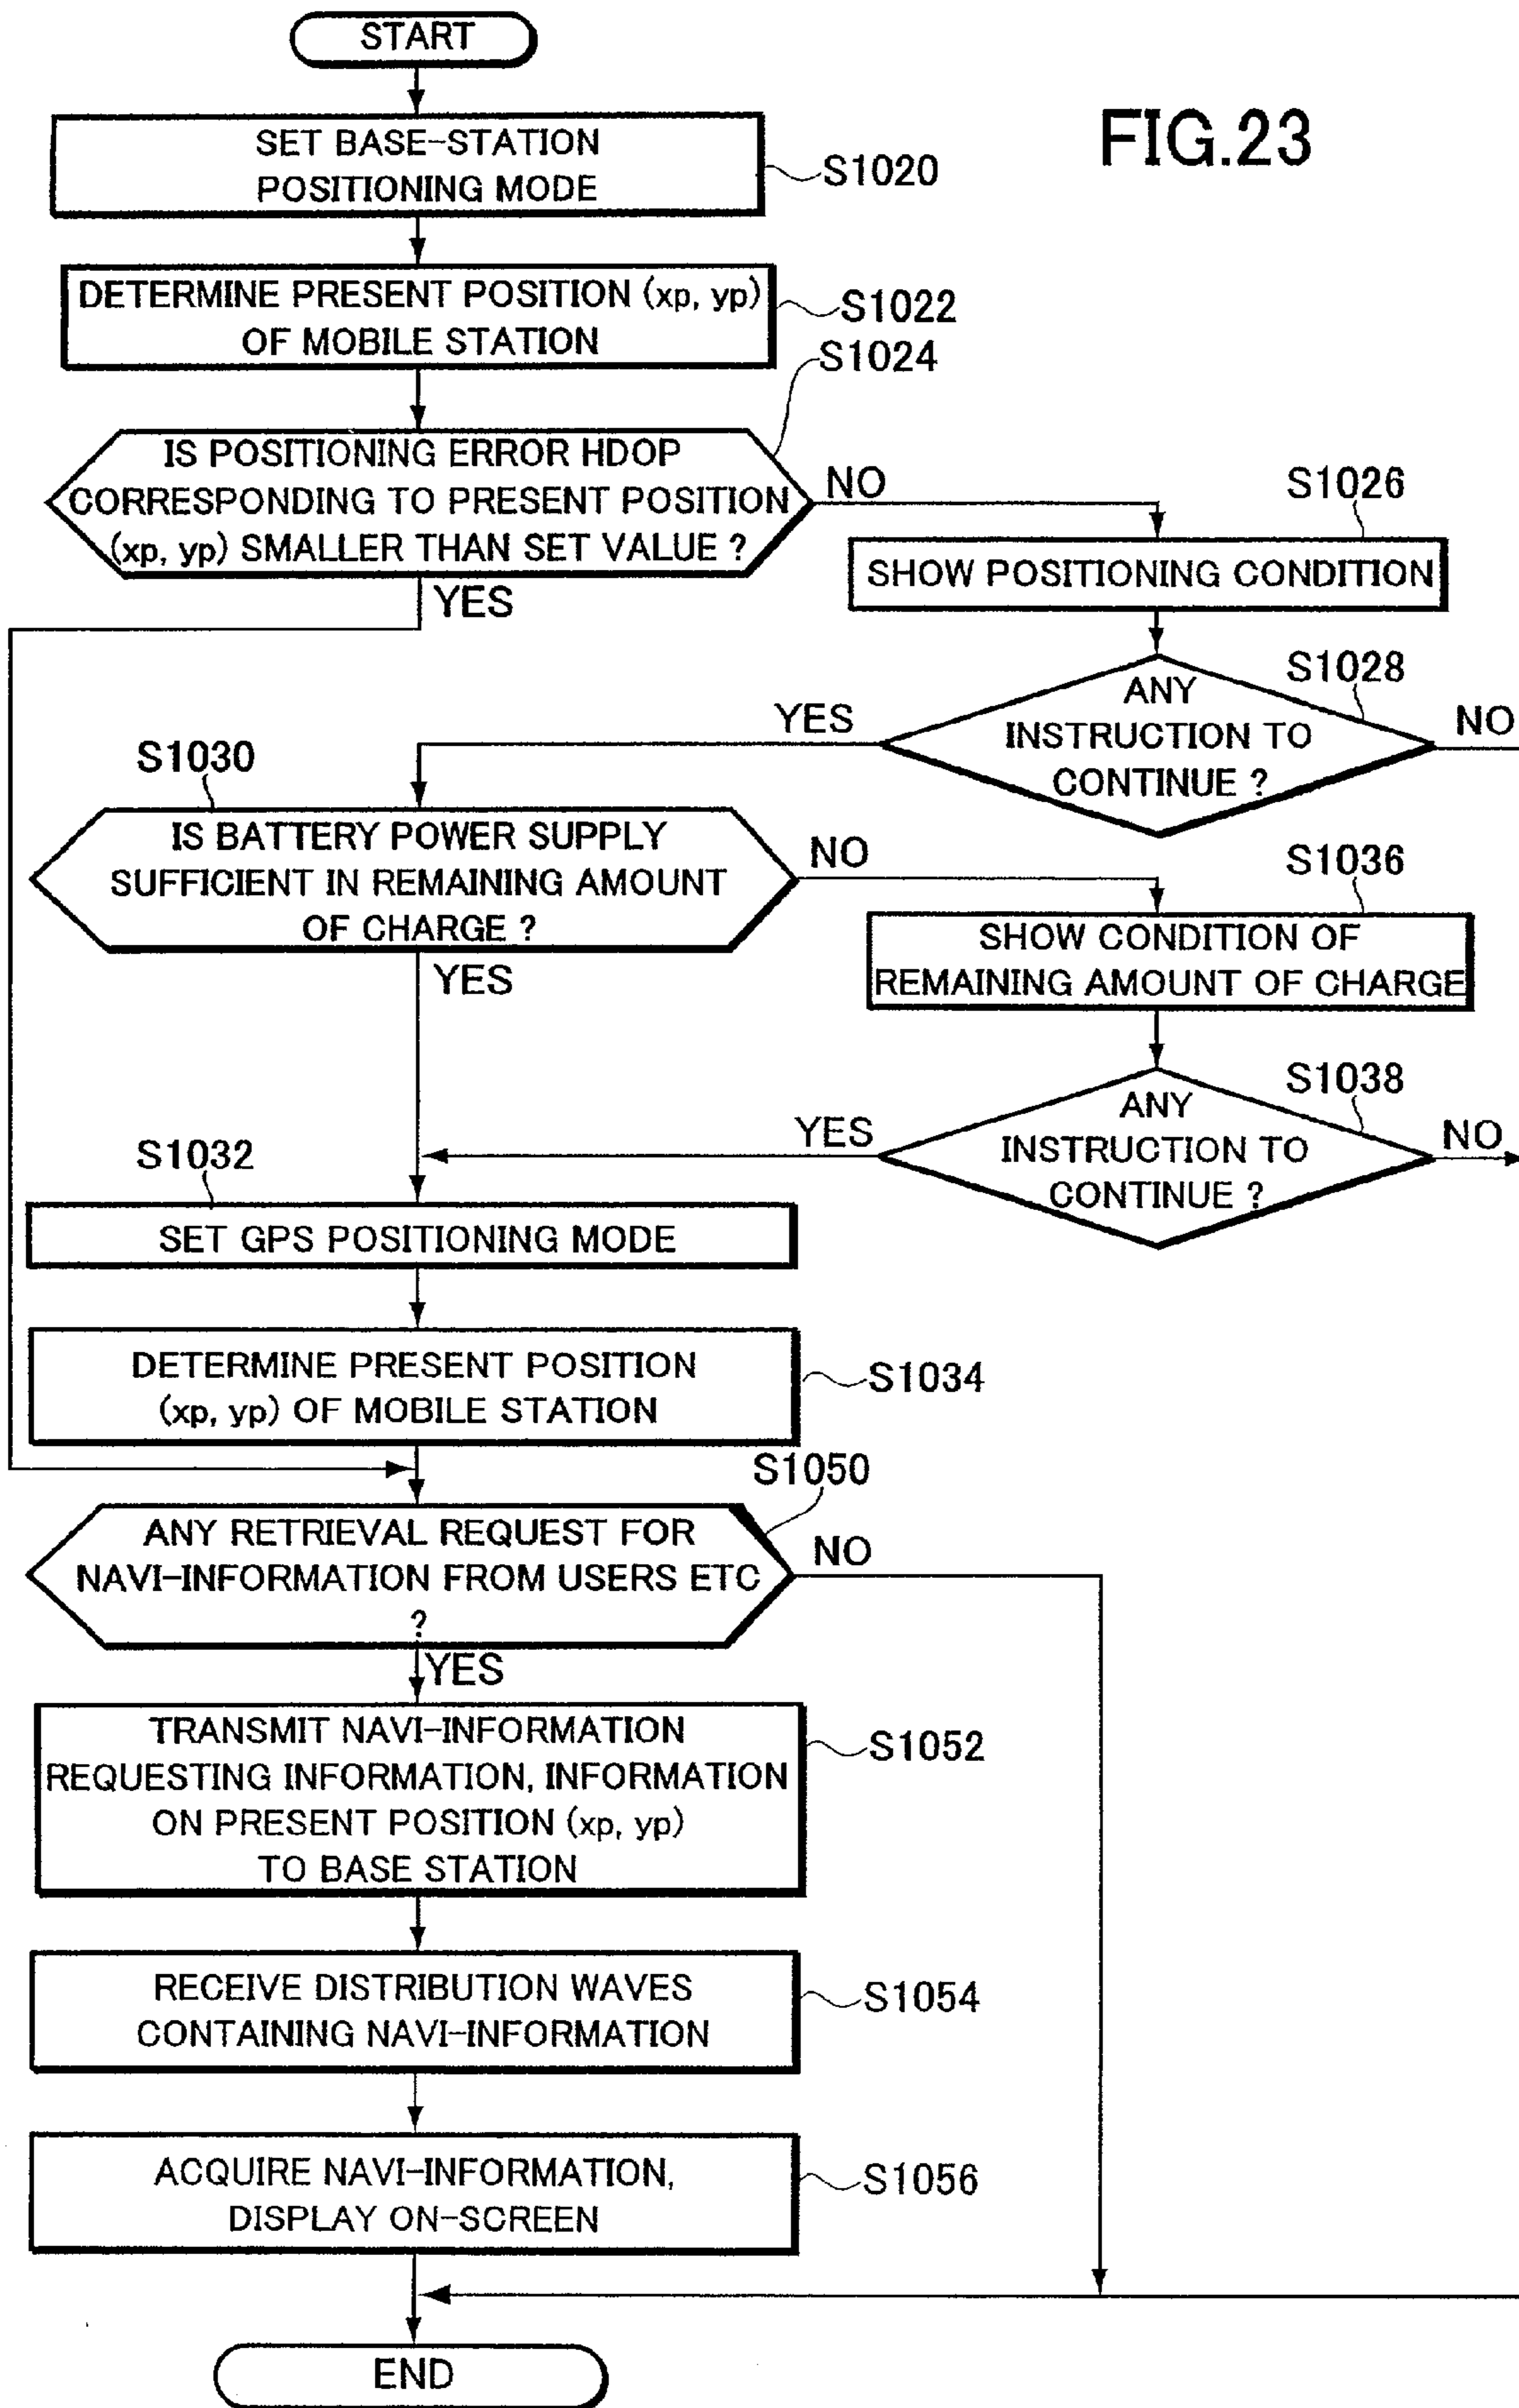 START
FIG.23
SET BASE-STATION
POSITIONING MODE
S1020
DETERMINE PRESENT POSITION (xp, yp)
OF MOBILE STATION
S1022
S1024
IS POSITIONING ERROR HDOP
CORRESPONDING TO PRESENT POSITION
(xp, yp) SMALLER THAN SET VALUE ?
NO
YES
S1026
SHOW POSITIONING CONDITION
S1028
ANY
INSTRUCTION TO
CONTINUE ?
YES
NO
S1030
IS BATTERY POWER SUPPLY
SUFFICIENT IN REMAINING AMOUNT
OF CHARGE ?
NO
YES
S1036
SHOW CONDITION OF
REMAINING AMOUNT OF CHARGE
S1038
ANY
INSTRUCTION TO
CONTINUE ?
YES
NO
S1032
SET GPS POSITIONING MODE
DETERMINE PRESENT POSITION
(xp, yp) OF MOBILE STATION
S1034
S1050
ANY RETRIEVAL REQUEST FOR
NAVI-INFORMATION FROM USERS ETC
?
NO
YES
TRANSMIT NAVI-INFORMATION
REQUESTING INFORMATION, INFORMATION
ON PRESENT POSITION (xp, yp)
TO BASE STATION
S1052
RECEIVE DISTRIBUTION WAVES
CONTAINING NAVI-INFORMATION
S1054
ACQUIRE NAVI-INFORMATION,
DISPLAY ON-SCREEN
S1056
END